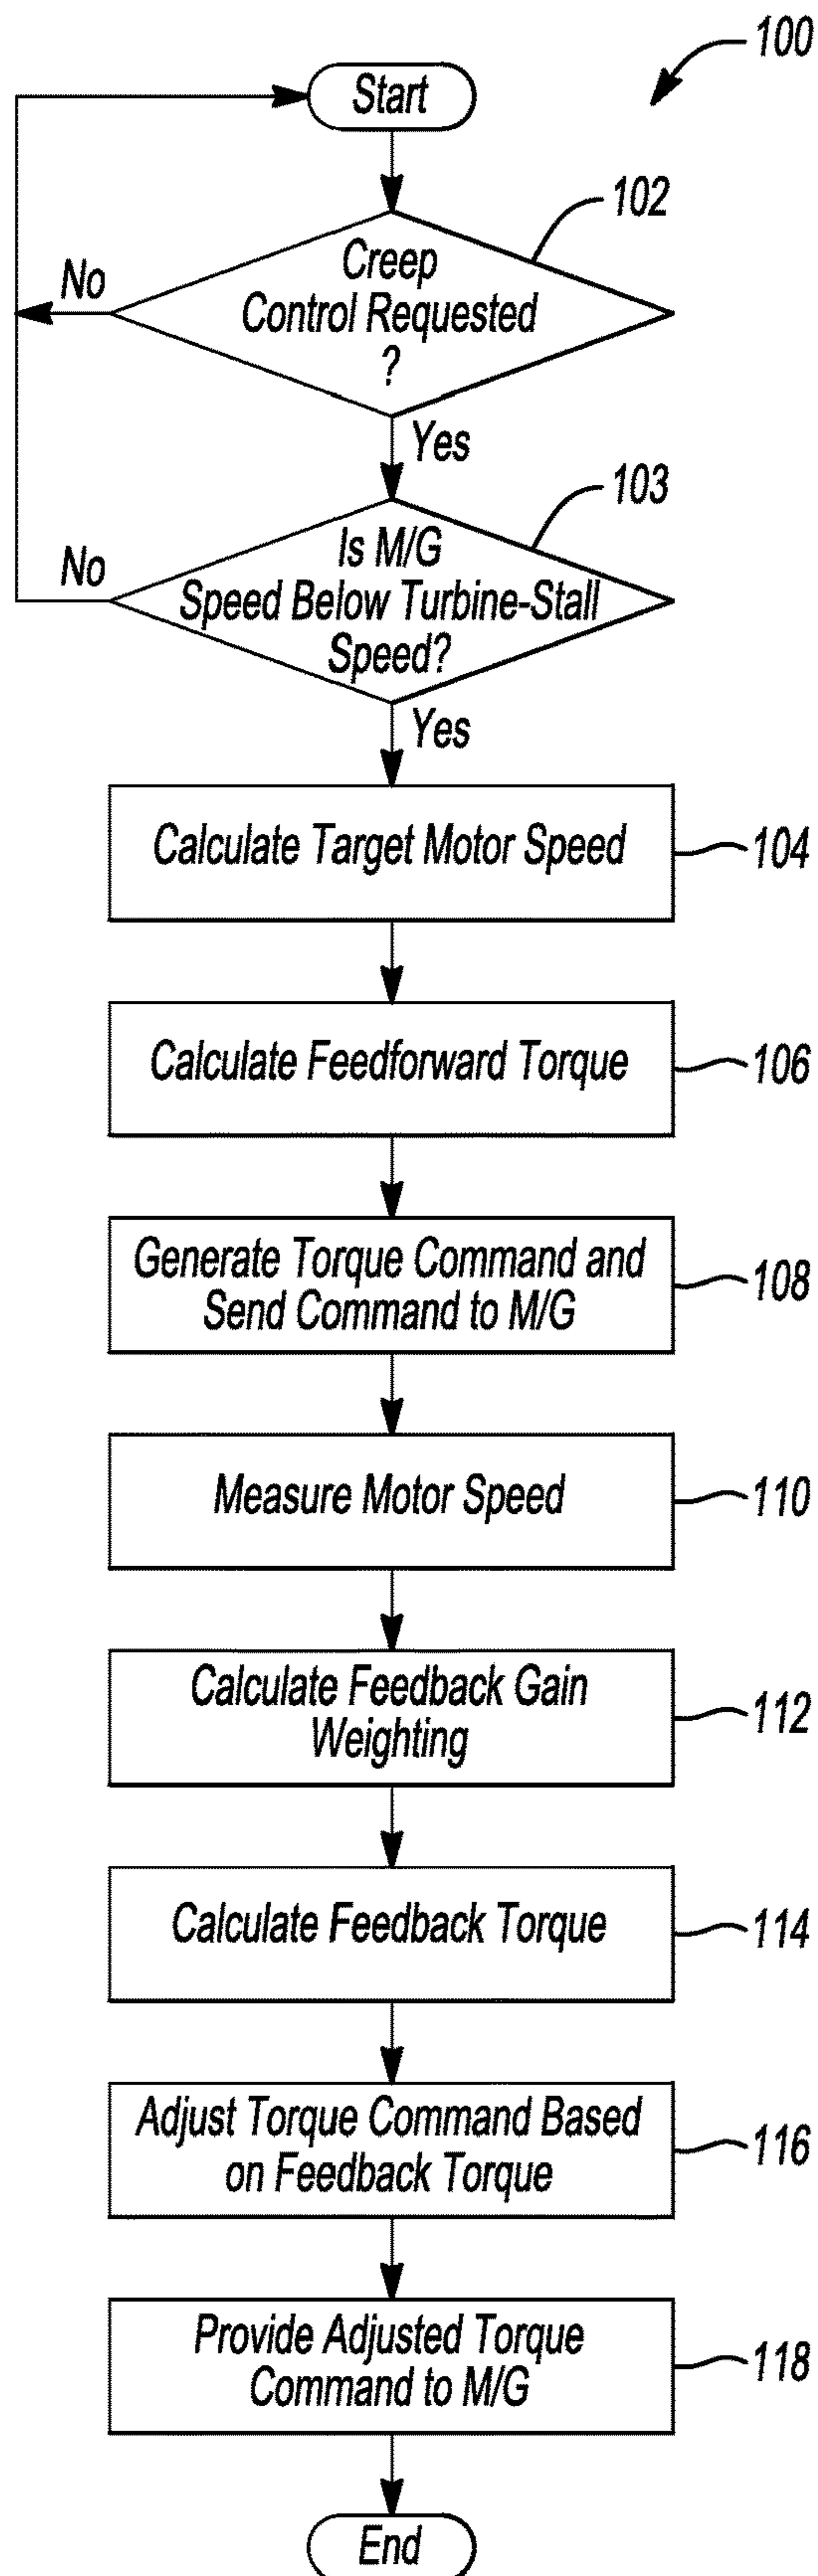 100
Start
102
Creep
Control Requested
?
No
Yes
103
Is M/G
Speed Below Turbine-Stall
Speed?
No
Yes
Calculate Target Motor Speed
104
Calculate Feedforward Torque
106
Generate Torque Command and
Send Command to M/G
108
Measure Motor Speed
110
Calculate Feedback Gain
Weighting
112
Calculate Feedback Torque
114
Adjust Torque Command Based
on Feedback Torque
116
Provide Adjusted Torque
Command to M/G
118
End